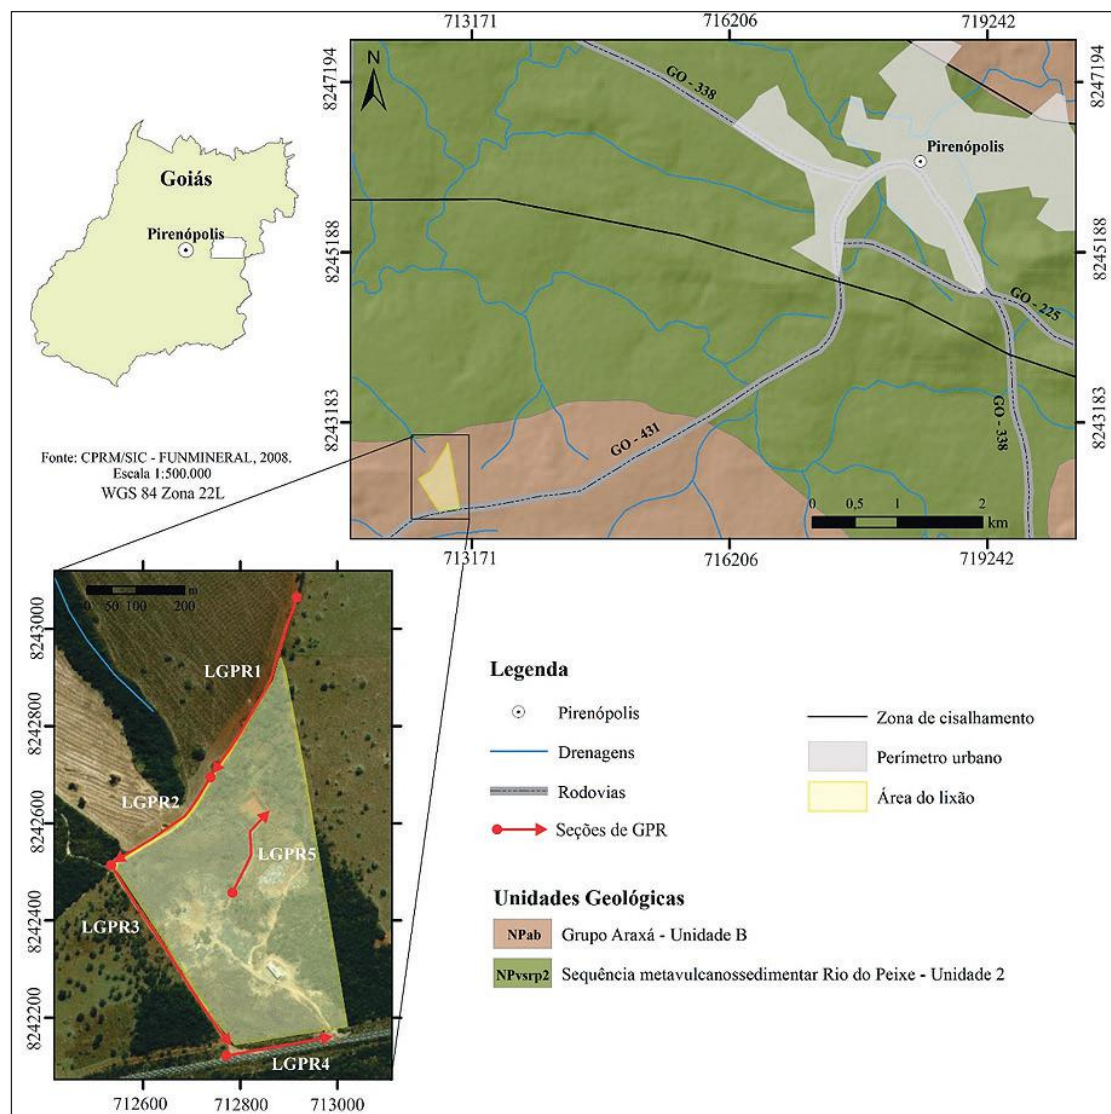 713171
716206
719242
8247194
8245188
8243183
8247194
8245188
8243183
N
GO - 338
Pirenópolis
GO - 225
GO - 431
GO - 338
0
0,5
1
2
km
713171
716206
719242
Goiás
Pirenópolis
Fonte: CPRM/SIC - FUNMINERAL, 2008.
Escala 1:500.000
WGS 84 Zona 22L
0 50 100 200 m
8243000
8242800
8242600
8242400
8242200
LGPR1
LGPR2
LGPR5
LGPR3
LGPR4
712600
712800
713000
Legenda
Pirenópolis
Drenagens
Rodovias
Seções de GPR
Zona de cisalhamento
Perímetro urbano
Área do lixão
Unidades Geológicas
NPab
Grupo Araxá - Unidade B
NPvsrp2
Sequência metavulcanossedimentar Rio do Peixe - Unidade 2